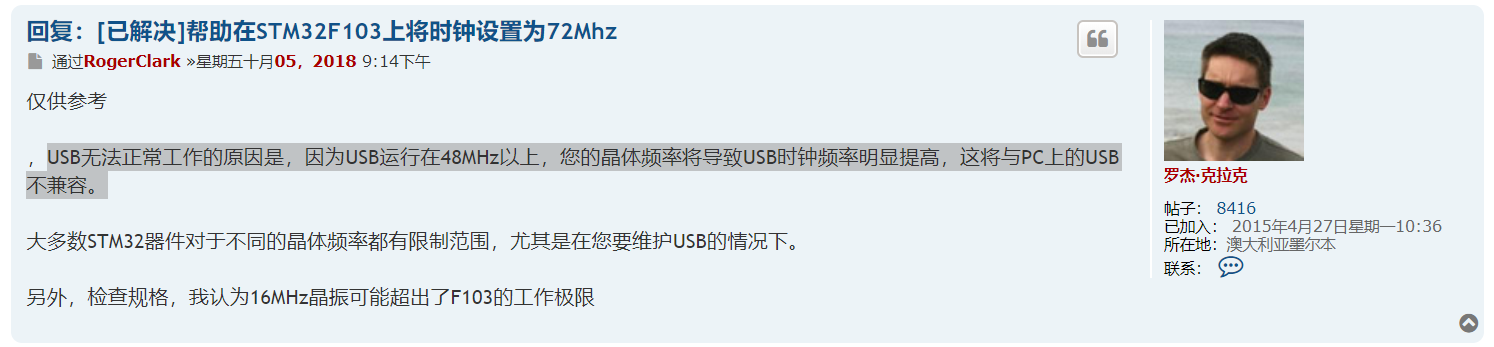 回复：[已解决]帮助在STM32F103上将时钟设置为72Mhz
通过RogerClark »星期五十月05，2018 9:14下午
仅供参考
，USB无法正常工作的原因是，因为USB运行在48MHz以上，您的晶体频率将导致USB时钟频率明显提高，这将与PC上的USB
不兼容。
大多数STM32器件对于不同的晶体频率都有限制范围，尤其是在您要维护USB的情况下。
另外，检查规格，我认为16MHz晶振可能超出了F103的工作极限
罗杰·克拉克
帖子： 8416
已加入： 2015年4月27日星期一10:36
所在地：澳大利亚墨尔本
联系：